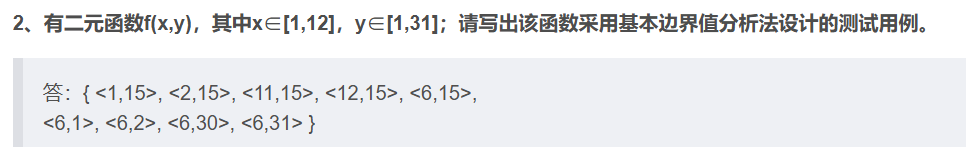 2、有二元函数f(x,y)，其中x∈[1,12]，y∈[1,31]；请写出该函数采用基本边界值分析法设计的测试用例。
答：{ <1,15>, <2,15>, <11,15>, <12,15>, <6,15>,
<6,1>, <6,2>, <6,30>, <6,31> }